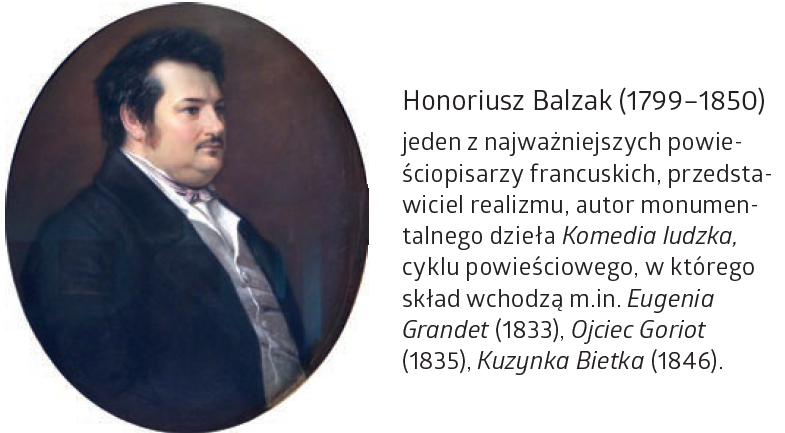 Honoriusz Balzak (1799–1850)
jeden z najważniejszych powie-
ściopisarzy francuskich, przedsta-
wiciel realizmu, autor monumen-
talnego dzieła Komedia ludzka,
cyklu powieściowego, w którego
skład wchodzą m.in. Eugenia
Grandet (1833), Ojciec Goriot
(1835), Kuzynka Bietka (1846).